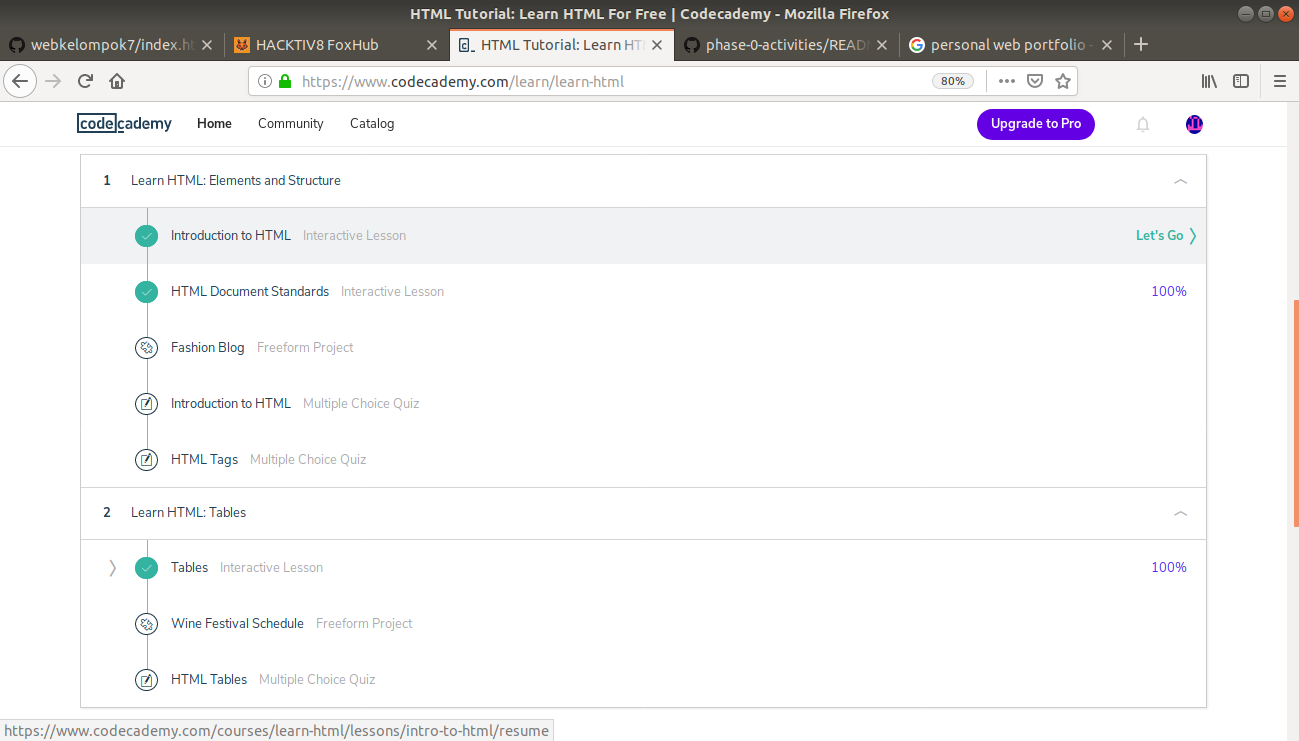 HTML Tutorial: Learn HTML For Free | Codecademy - Mozilla Firefox
webkelompok7/index.ht HACKTIV8 FoxHub HTML Tutorial: Learn HT phase-0-activities/READ personal web portfolio -
https://www.codecademy.com/learn/learn-html 80%
codecademy Home Community Catalog Upgrade to Pro
1 Learn HTML: Elements and Structure
Introduction to HTML Interactive Lesson Let's Go
HTML Document Standards Interactive Lesson 100%
Fashion Blog Freeform Project
Introduction to HTML Multiple Choice Quiz
HTML Tags Multiple Choice Quiz
2 Learn HTML: Tables
Tables Interactive Lesson 100%
Wine Festival Schedule Freeform Project
HTML Tables Multiple Choice Quiz
https://www.codecademy.com/courses/learn-html/lessons/intro-to-html/resume